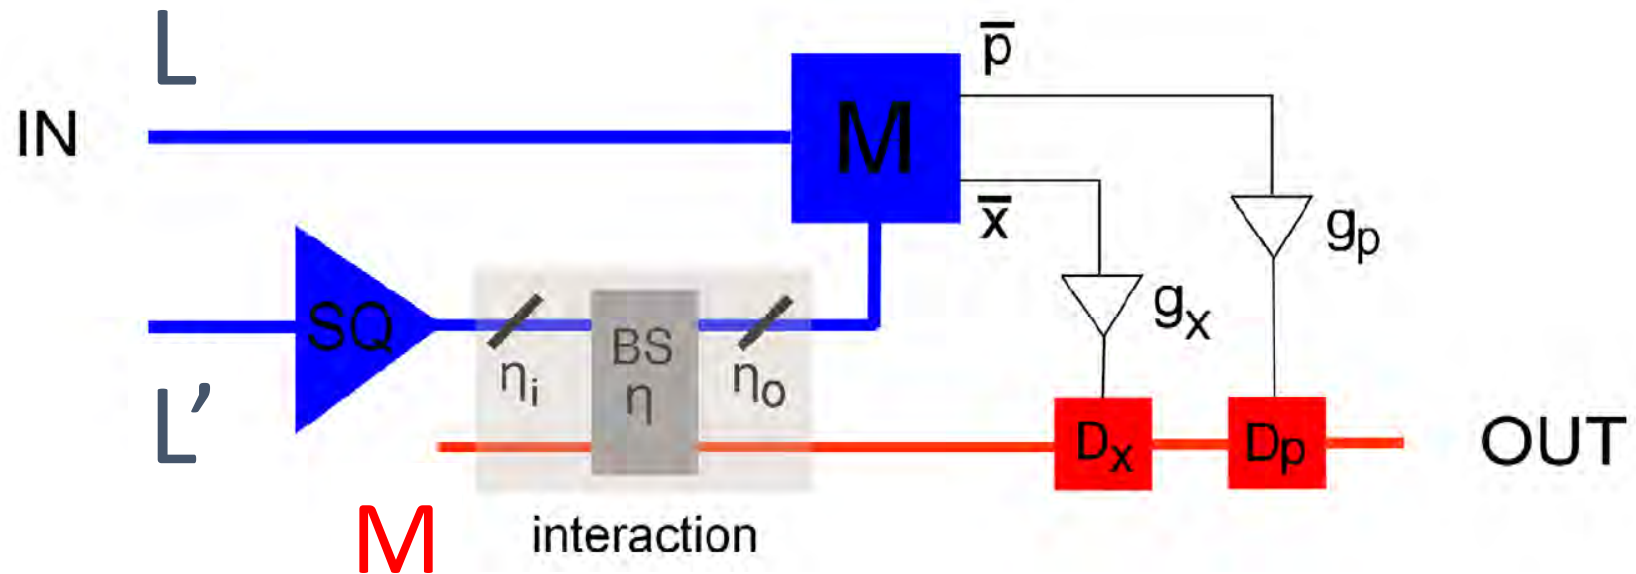 L
IN
M
p̅
x̅
g_p
g_x
SQ
BS
η
η_i
η_o
L’
D_x
D_p
OUT
M
interaction